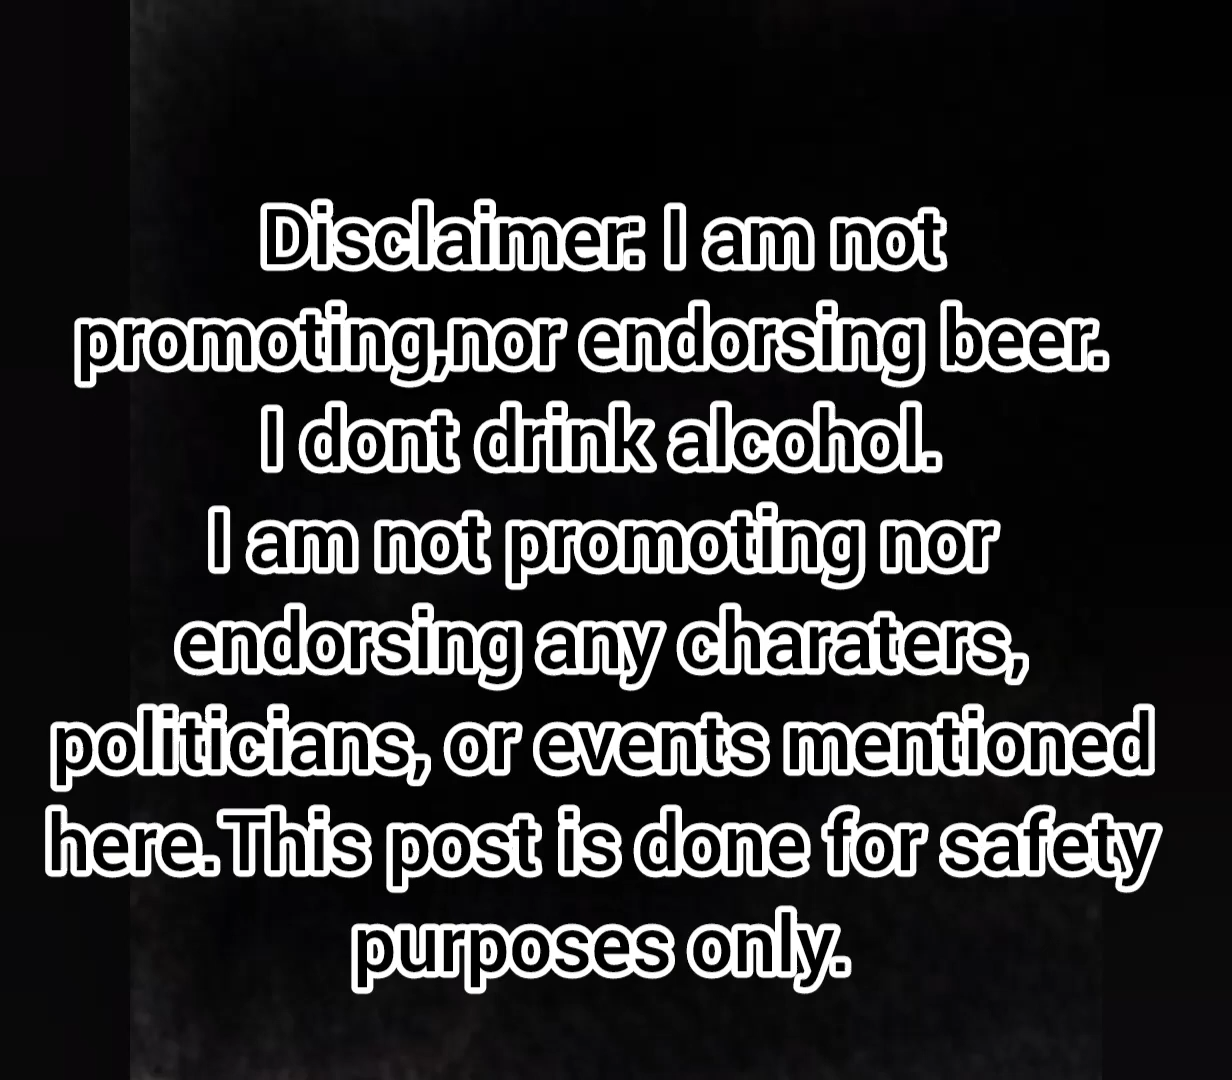 Disclaimer: I am not
promoting,nor endorsing beer.
I dont drink alcohol.
I am not promoting nor
endorsing any charaters,
politicians, or events mentioned
here.This post is done for safety
purposes only.